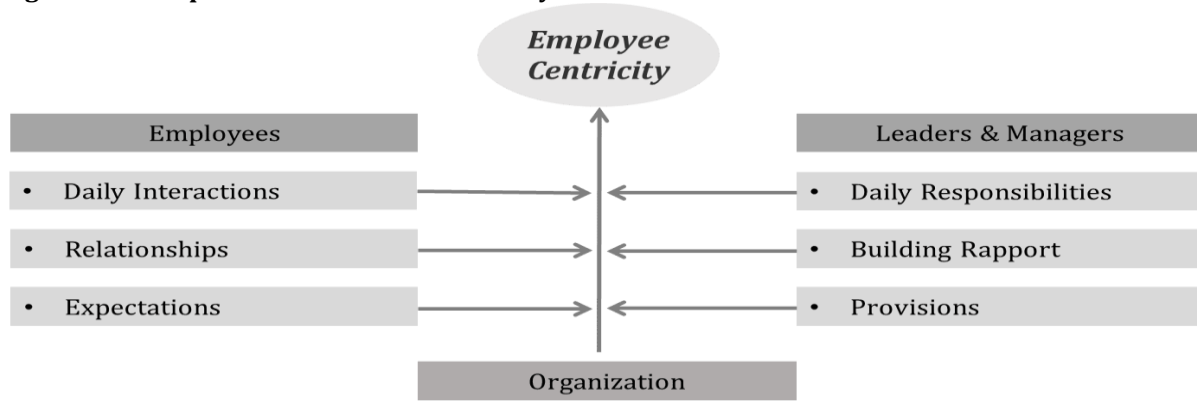 Employee
Centricity
Employees
Leaders & Managers
• Daily Interactions
• Daily Responsibilities
• Relationships
• Building Rapport
• Expectations
• Provisions
Organization